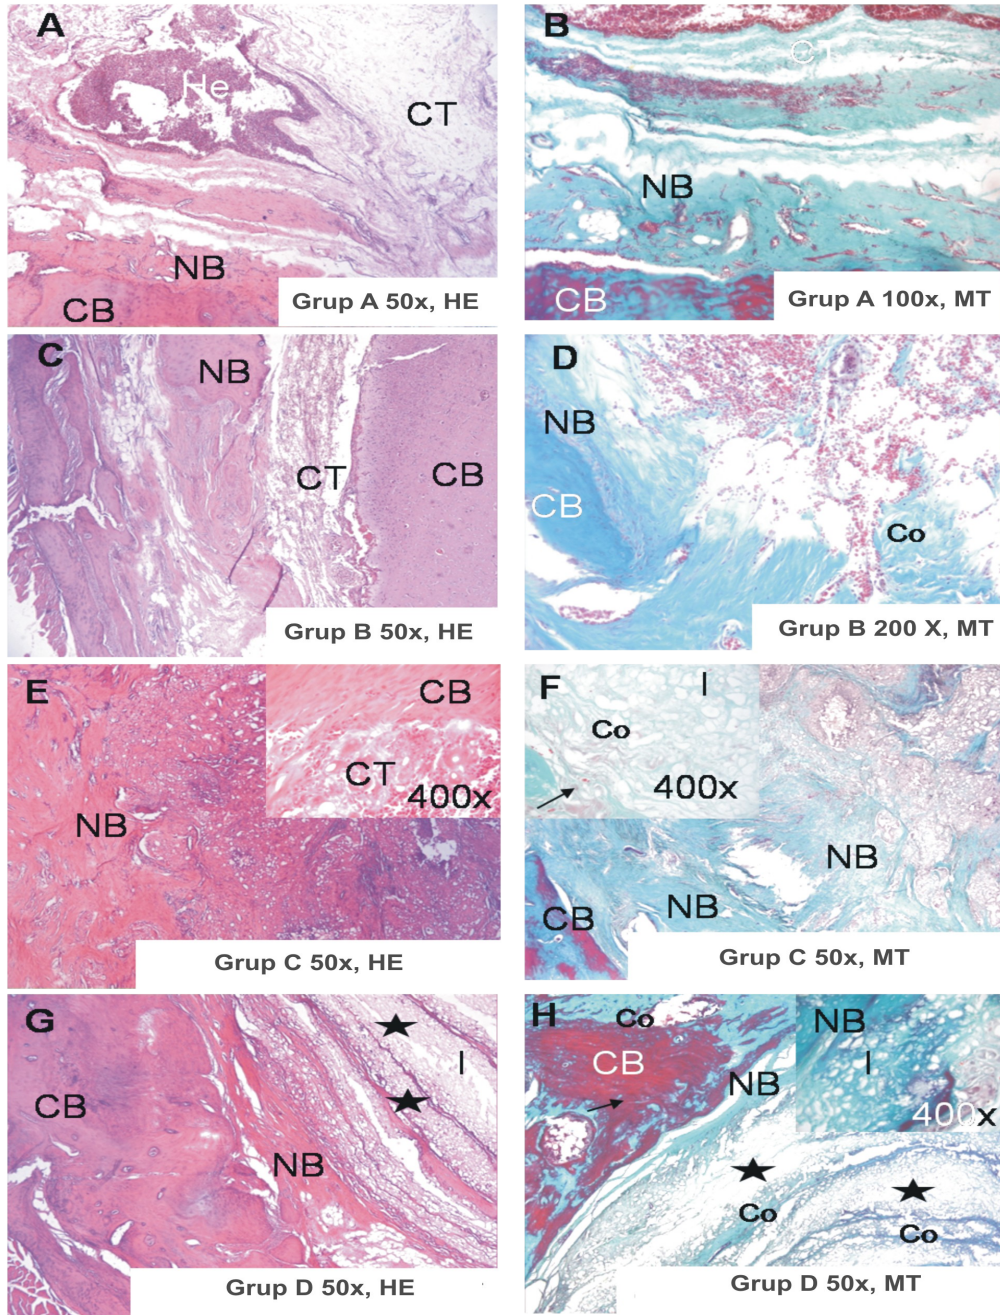 A
He
CT
NB
CB
Grup A 50x, HE
B
CT
NB
CB
Grup A 100x, MT
C
NB
CT
CB
Grup B 50x, HE
D
NB
CB
Co
Grup B 200 X, MT
E
CB
CT
400x
NB
Grup C 50x, HE
F
I
Co
400x
NB
NB
CB
Grup C 50x, MT
G
I
CB
NB
Grup D 50x, HE
H
Co
NB
I
CB
NB
400x
Co
Co
Grup D 50x, MT